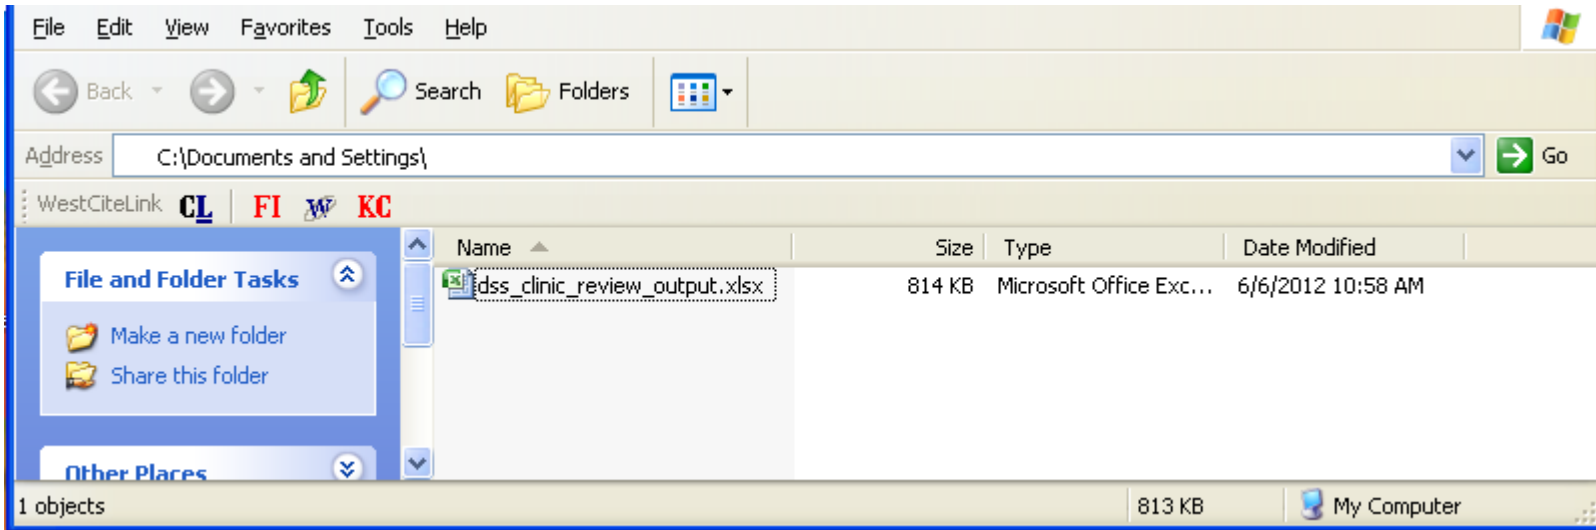 File Edit View Favorites Tools Help
Back Search Folders
Address C:\Documents and Settings\ Go
WestCiteLink CL FI W KC
Name Size Type Date Modified
File and Folder Tasks
dss_clinic_review_output.xlsx 814 KB Microsoft Office Exc... 6/6/2012 10:58 AM
Make a new folder
Share this folder
Other Places
1 objects 813 KB My Computer